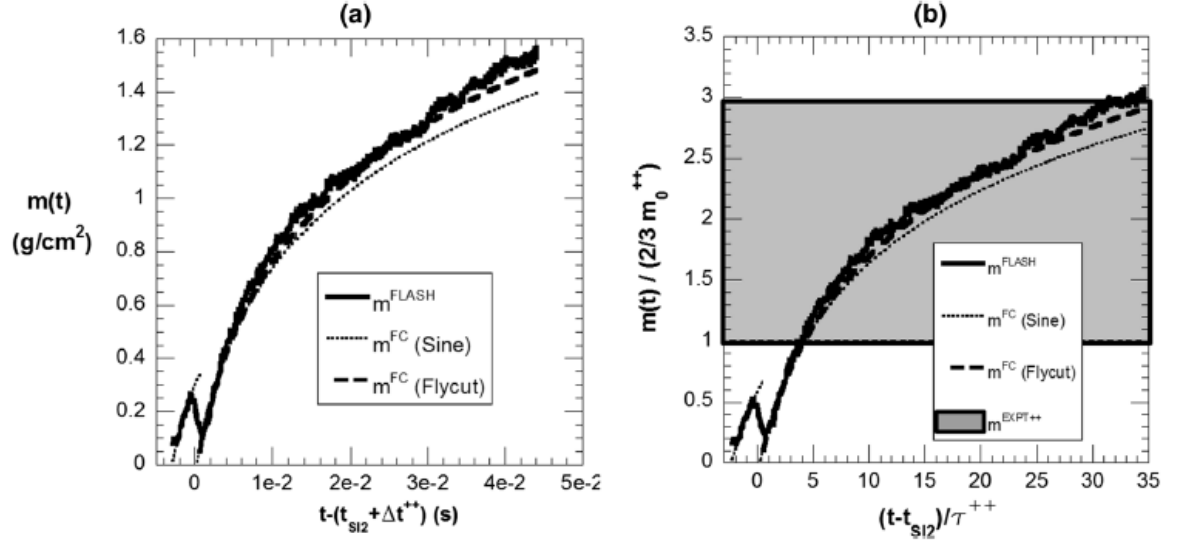 (a)
1.6
1.4
1.2
1
0.8
0.6
0.4
0.2
0
m(t)
(g/cm²)
m^FLASH
m^FC (Sine)
m^FC (Flycut)
0 1e-2 2e-2 3e-2 4e-2 5e-2
t-(t_SI2+Δt^++) (s)
(b)
3.5
3
2.5
2
1.5
1
0.5
0
m(t) / (2/3 m_0^++)
m^FLASH
m^FC (Sine)
m^FC (Flycut)
m^EXPT++
0 5 10 15 20 25 30 35
(t-t_SI2)/τ^++